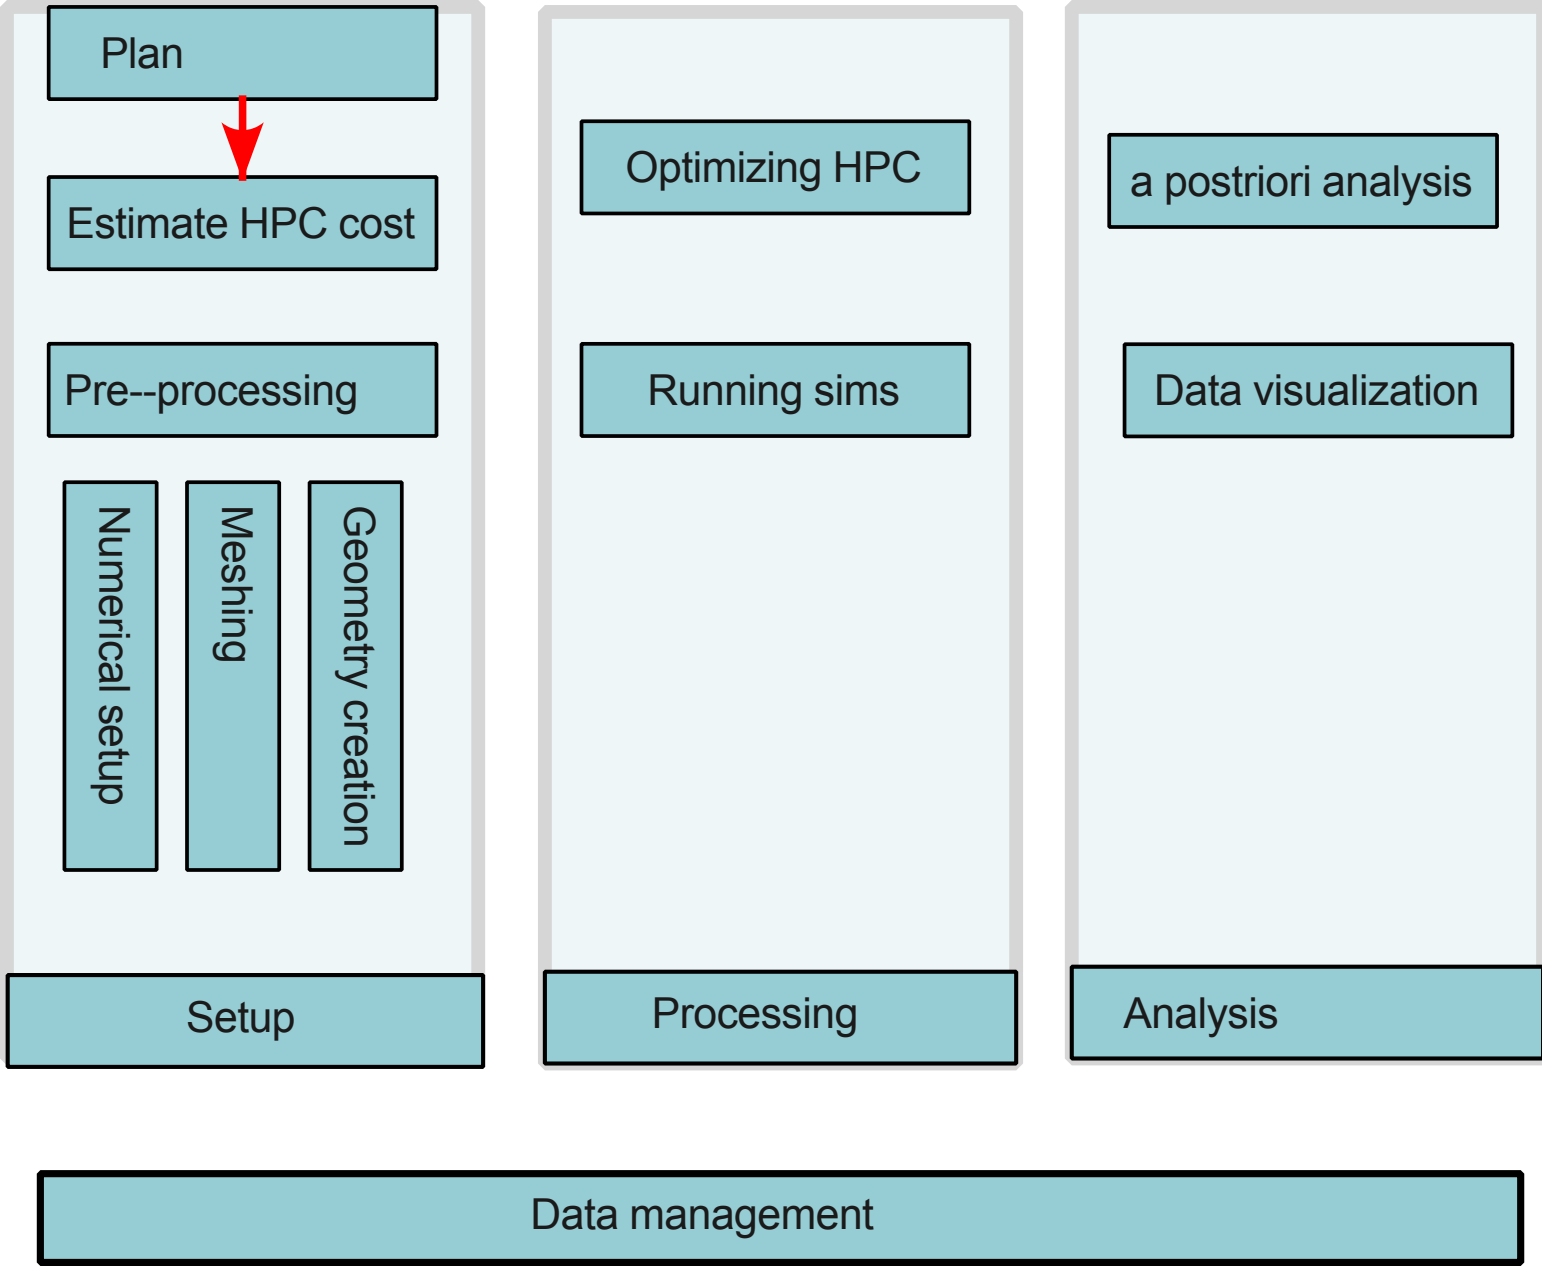 Plan
Estimate HPC cost
Pre--processing
Numerical setup
Meshing
Geometry creation
Setup
Optimizing HPC
Running sims
Processing
a postriori analysis
Data visualization
Analysis
Data management